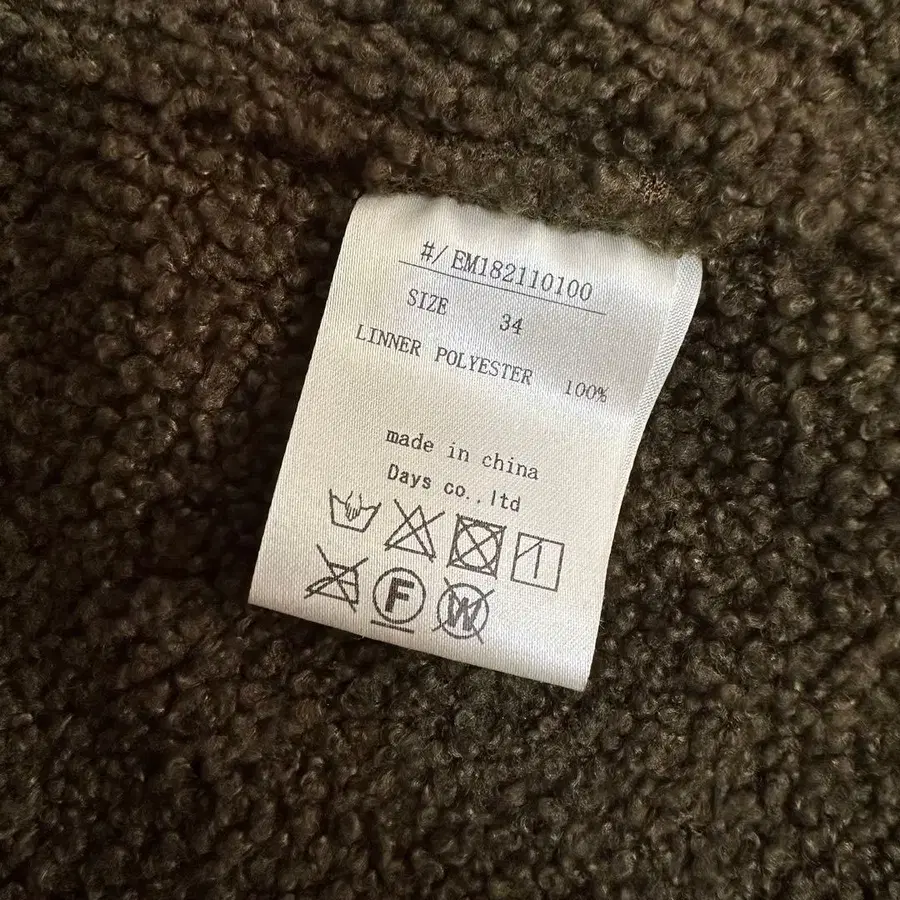 #/EM182110100
SIZE 34
LINNER POLYESTER 100%
made in china
Days co.,ltd
F W